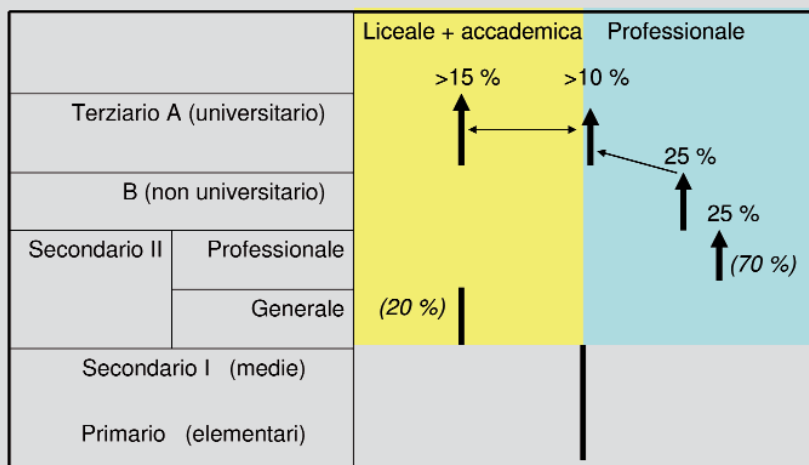 Liceale + accademica Professionale
>15 % >10 %
Terziario A (universitario)
25 %
B (non universitario)
25 %
Secondario II Professionale
(70 %)
Generale (20 %)
Secondario I (medie)
Primario (elementari)